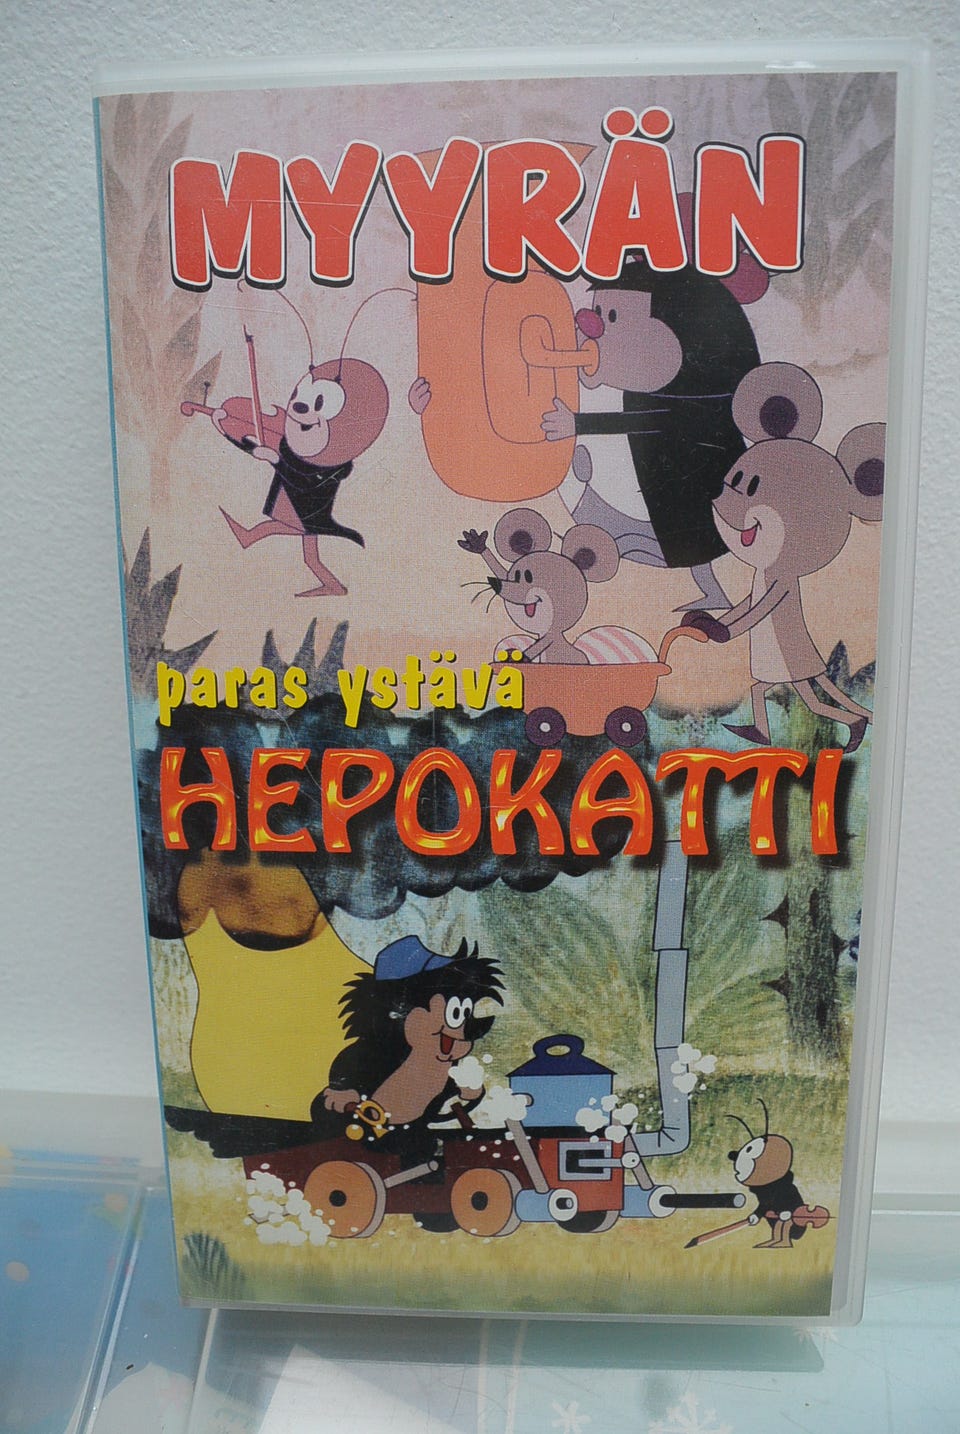 MYYRÄN
paras ystävä
HEPOKATTI